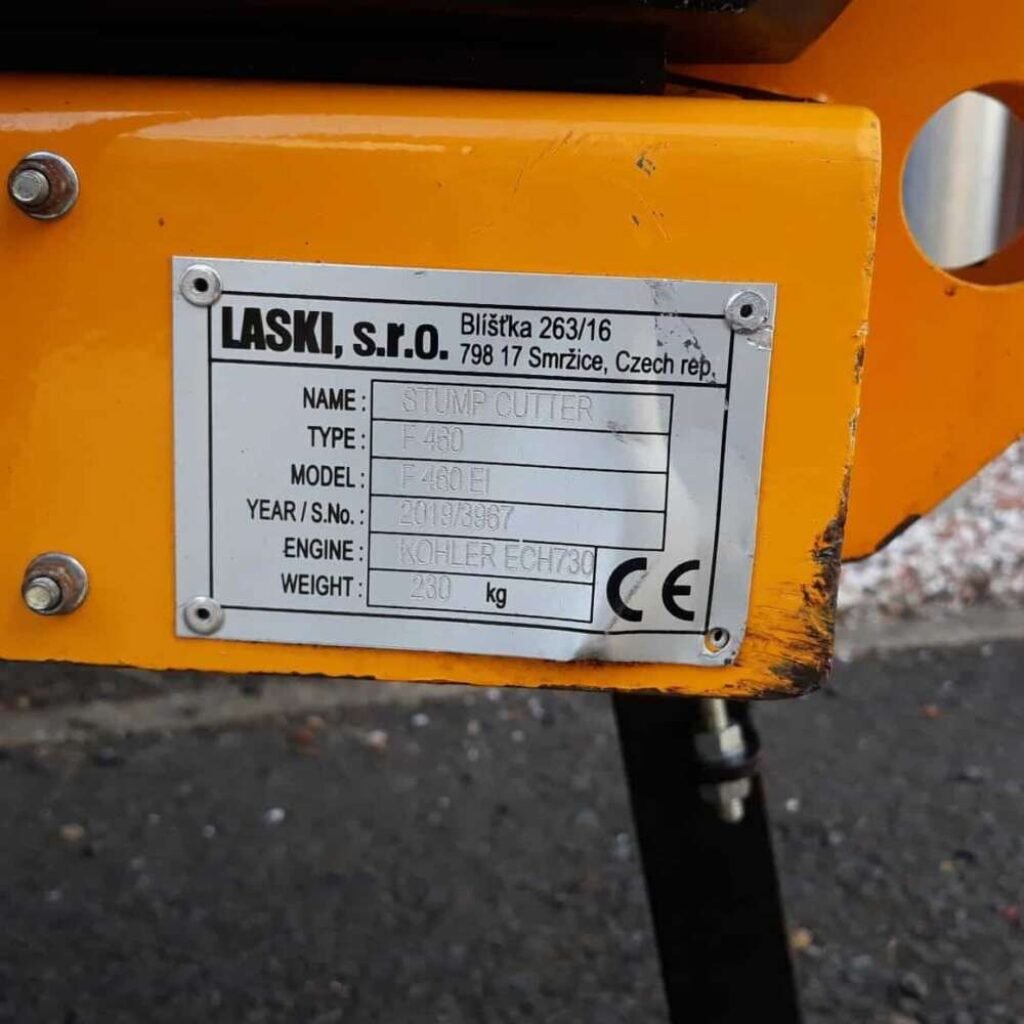 LASKI, s.r.o. Blíšťka 263/16
798 17 Smržice, Czech rep.
NAME : STUMP CUTTER
TYPE : F 460
MODEL : F 460 EI
YEAR / S.No. : 2019/3967
ENGINE : KOHLER ECH730
WEIGHT : 230 kg
CE